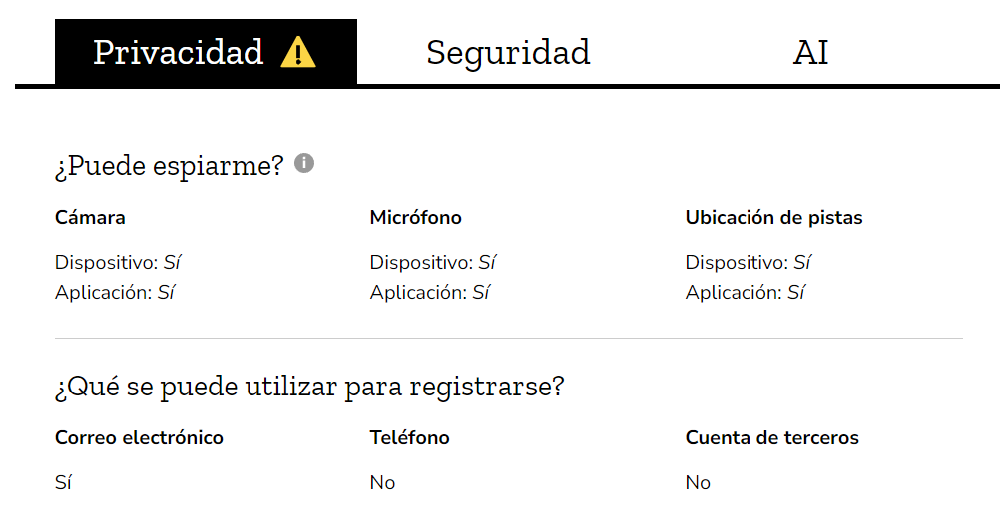 Privacidad ⚠️ Seguridad AI
¿Puede espiarme?
Cámara Micrófono Ubicación de pistas
Dispositivo: Sí Dispositivo: Sí Dispositivo: Sí
Aplicación: Sí Aplicación: Sí Aplicación: Sí
¿Qué se puede utilizar para registrarse?
Correo electrónico Teléfono Cuenta de terceros
Sí No No